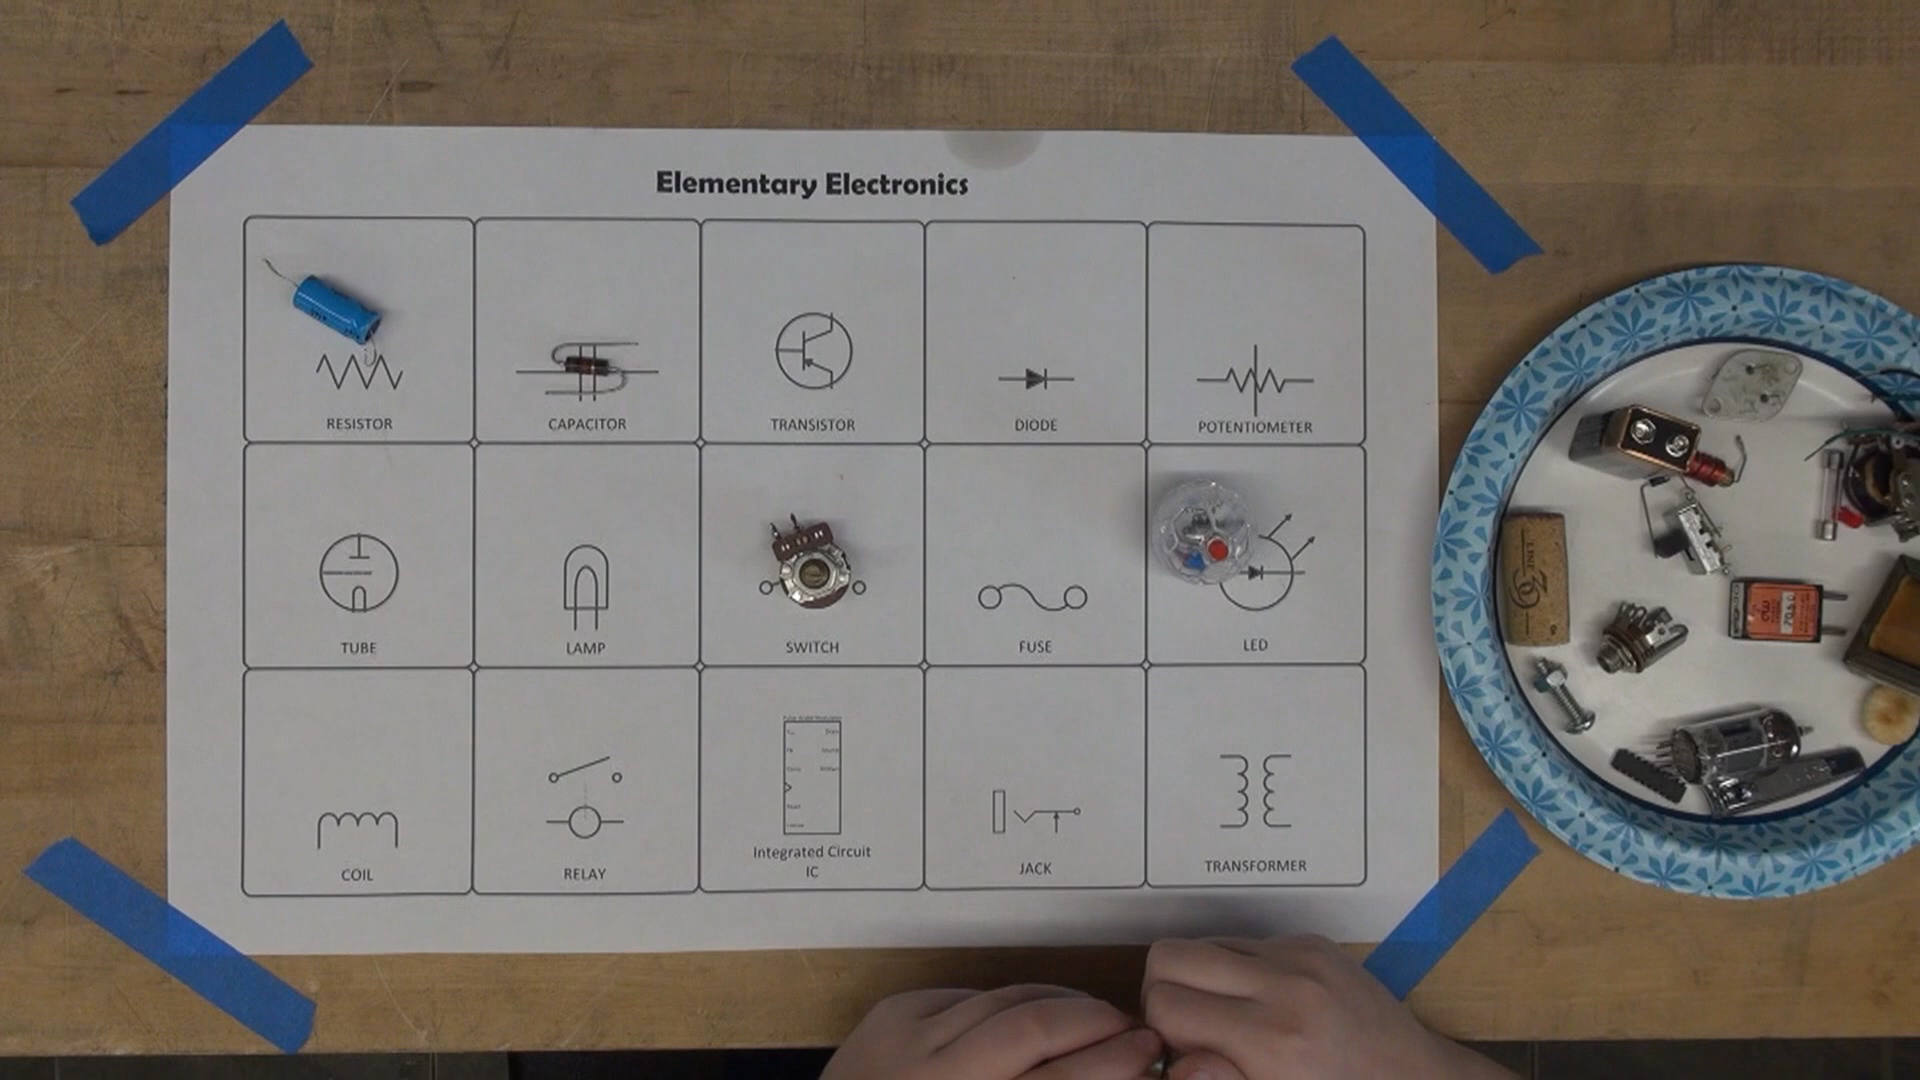 Elementary Electronics
RESISTOR
CAPACITOR
TRANSISTOR
DIODE
POTENTIOMETER
TUBE
LAMP
SWITCH
FUSE
LED
COIL
RELAY
Integrated Circuit
IC
JACK
TRANSFORMER